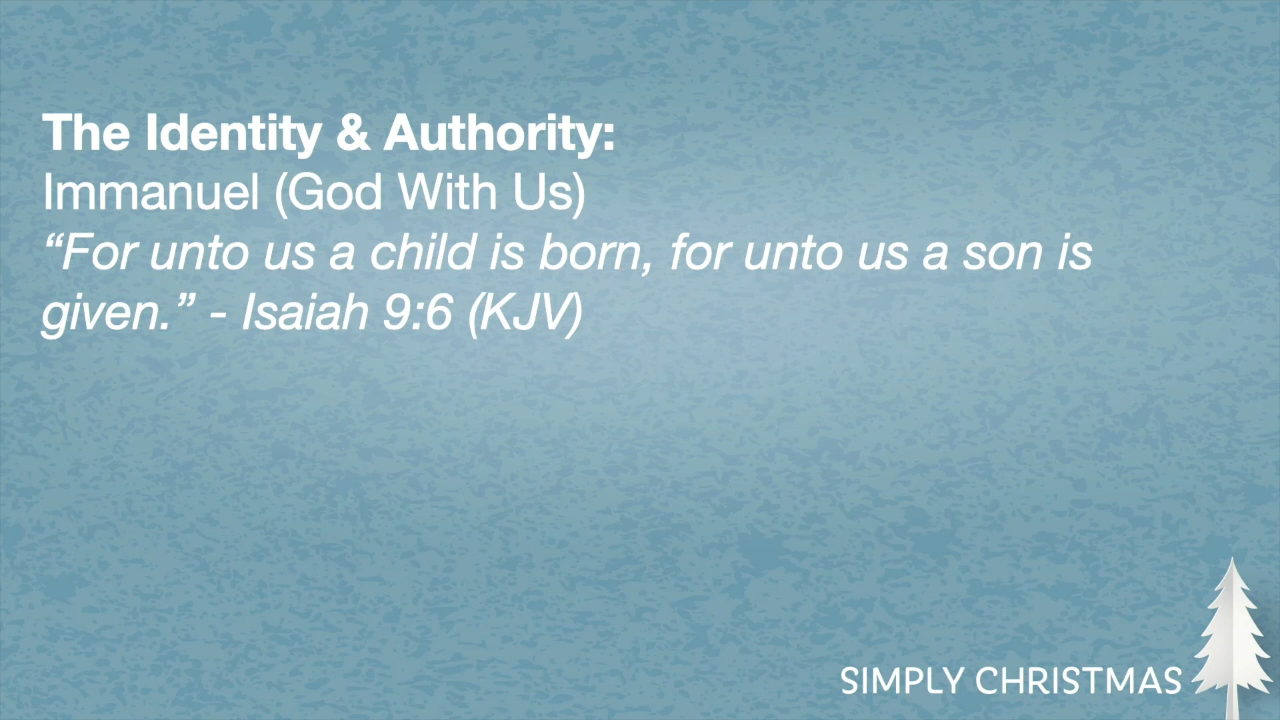 The Identity & Authority:
Immanuel (God With Us)
“For unto us a child is born, for unto us a son is
given.” - Isaiah 9:6 (KJV)
SIMPLY CHRISTMAS